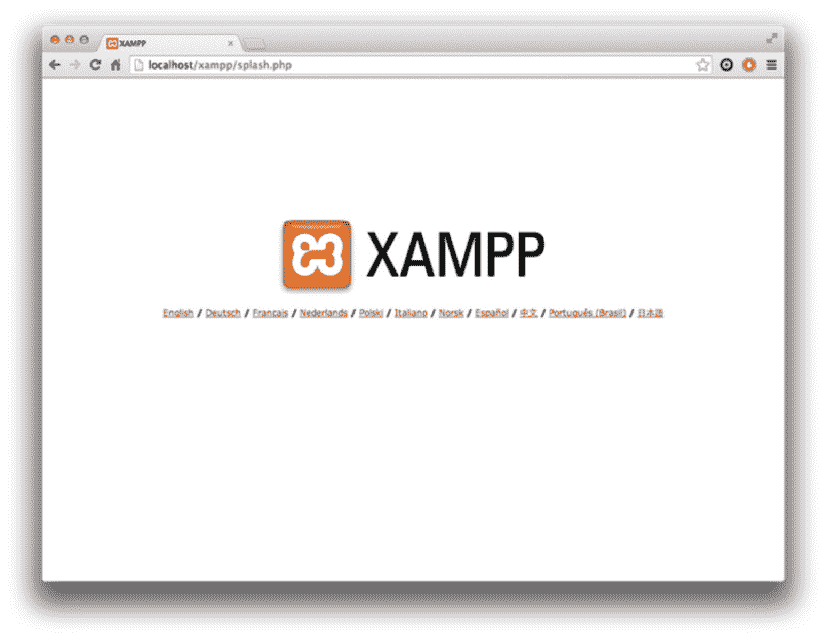 XAMPP
localhost/xampp/splash.php
XAMPP
English / Deutsch / Francais / Nederlands / Polski / Italiano / Norsk / Español / 中文 / Português (Brasil) / 日本語